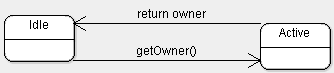 return owner
Idle
Active
getOwner()